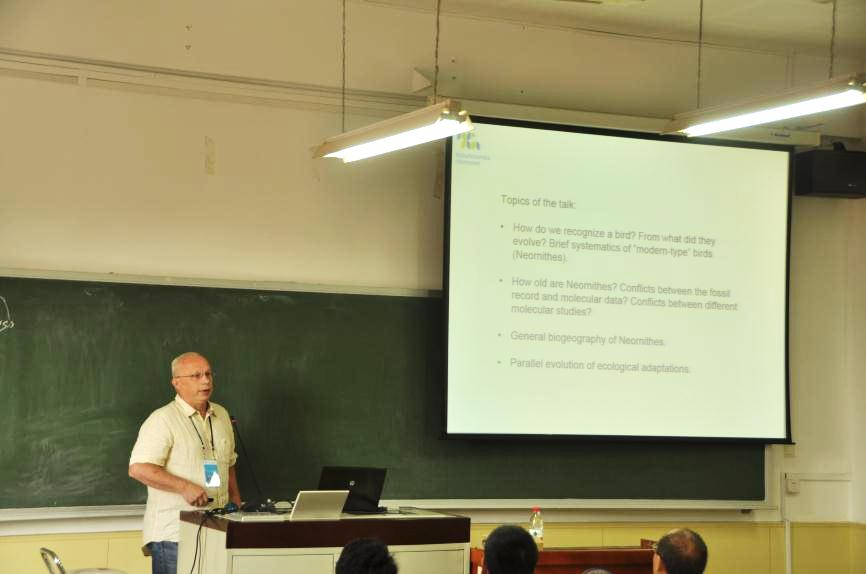 Topics of the talk:
• How do we recognize a bird? From what did they
evolve? Brief systematics of "modern-type" birds
(Neornithes).
• How old are Neornithes? Conflicts between the fossil
record and molecular data? Conflicts between different
molecular studies?
• General biogeography of Neornithes.
• Parallel evolution of ecological adaptations.